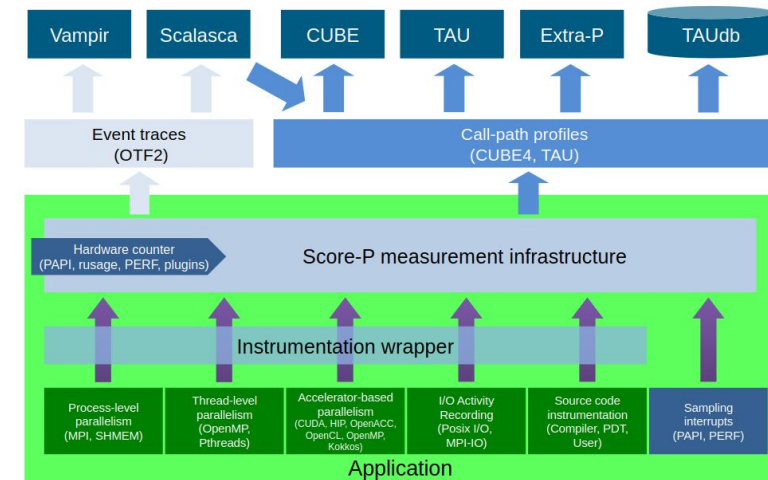 Vampir
Scalasca
CUBE
TAU
Extra-P
TAUdb
Event traces
(OTF2)
Call-path profiles
(CUBE4, TAU)
Hardware counter
(PAPI, rusage, PERF, plugins)
Score-P measurement infrastructure
Instrumentation wrapper
Process-level
parallelism
(MPI, SHMEM)
Thread-level
parallelism
(OpenMP,
Pthreads)
Accelerator-based
parallelism
(CUDA, HIP, OpenACC,
OpenCL, OpenMP,
Kokkos)
I/O Activity
Recording
(Posix I/O,
MPI-IO)
Source code
instrumentation
(Compiler, PDT,
User)
Sampling
interrupts
(PAPI, PERF)
Application